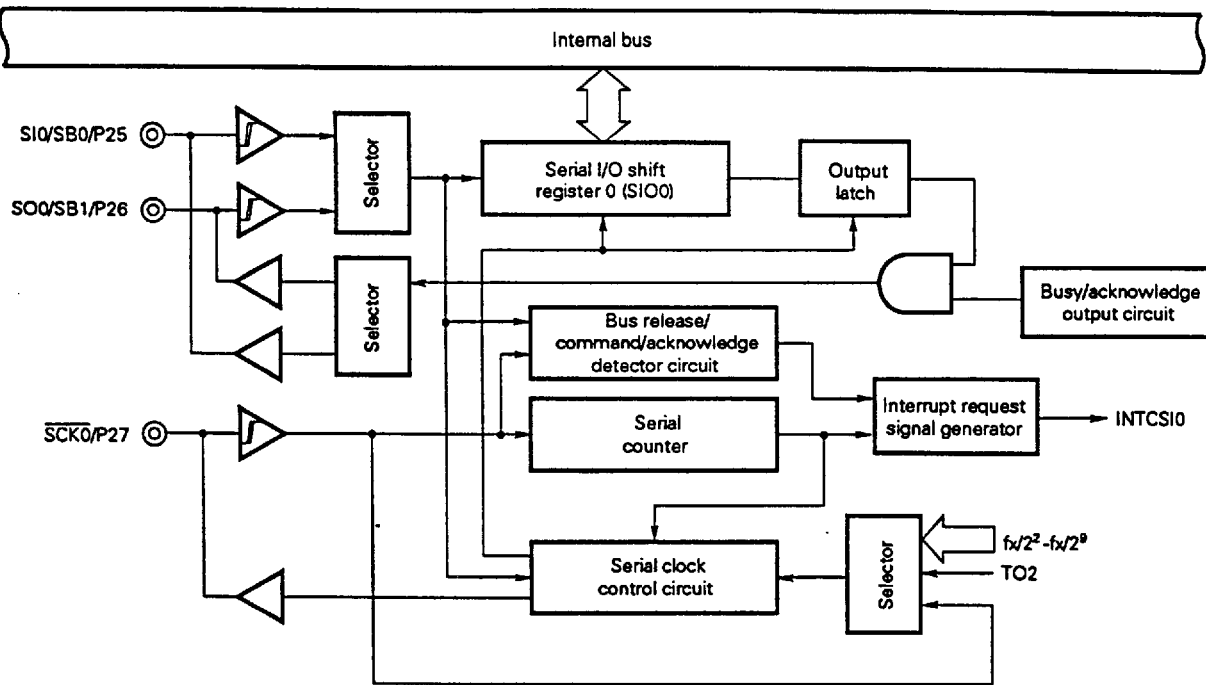 Internal bus
SI0/SB0/P25
Selector
Serial I/O shift
register 0 (SIO0)
Output
latch
SO0/SB1/P26
Selector
Busy/acknowledge
output circuit
Bus release/
command/acknowledge
detector circuit
Interrupt request
signal generator
INTCSI0
SCK0/P27
Serial
counter
Serial clock
control circuit
Selector
fx/2²-fx/2⁹
TO2